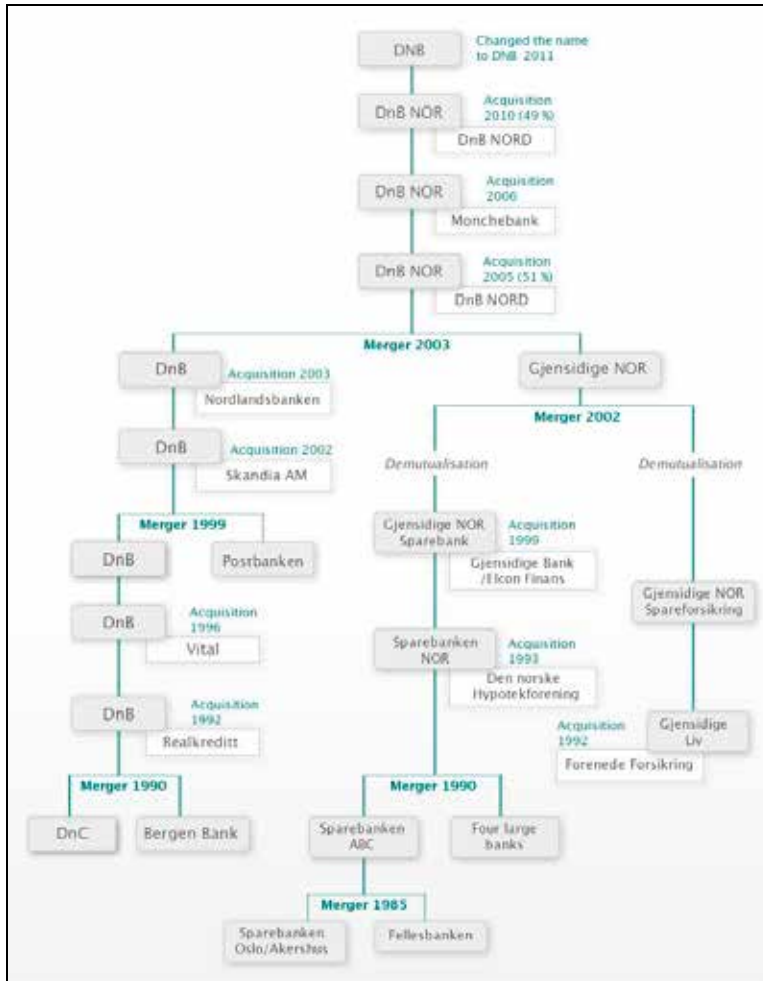 DNB
Changed the name
to DNB 2011
DnB NOR
Acquisition
2010 (49 %)
DnB NORD
DnB NOR
Acquisition
2006
Monchebank
DnB NOR
Acquisition
2005 (51 %)
DnB NORD
Merger 2003
DnB
Acquisition 2003
Nordlandsbanken
Gjensidige NOR
Merger 2002
DnB
Acquisition 2002
Skandia AM
Demutualisation
Demutualisation
Merger 1999
DnB
Postbanken
Gjensidige NOR
Sparebank
Acquisition
1999
Gjensidige Bank
/Elcon Finans
Gjensidige NOR
Spareforsikring
DnB
Acquisition
1996
Vital
Sparebanken
NOR
Acquisition
1993
Den norske
Hypotekforening
DnB
Acquisition
1992
Realkreditt
Acquisition
1992
Gjensidige
Liv
Forenede Forsikring
Merger 1990
DnC
Bergen Bank
Merger 1990
Sparebanken
ABC
Four large
banks
Merger 1985
Sparebanken
Oslo/Akershus
Fellesbanken